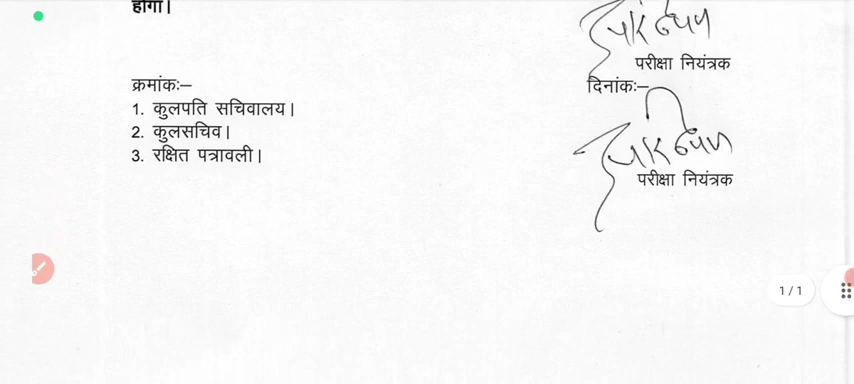 होगा।
परीक्षा नियंत्रक
क्रमांकः–
दिनांकः–
1. कुलपति सचिवालय।
2. कुलसचिव।
3. रक्षित पत्रावली।
परीक्षा नियंत्रक
1 / 1